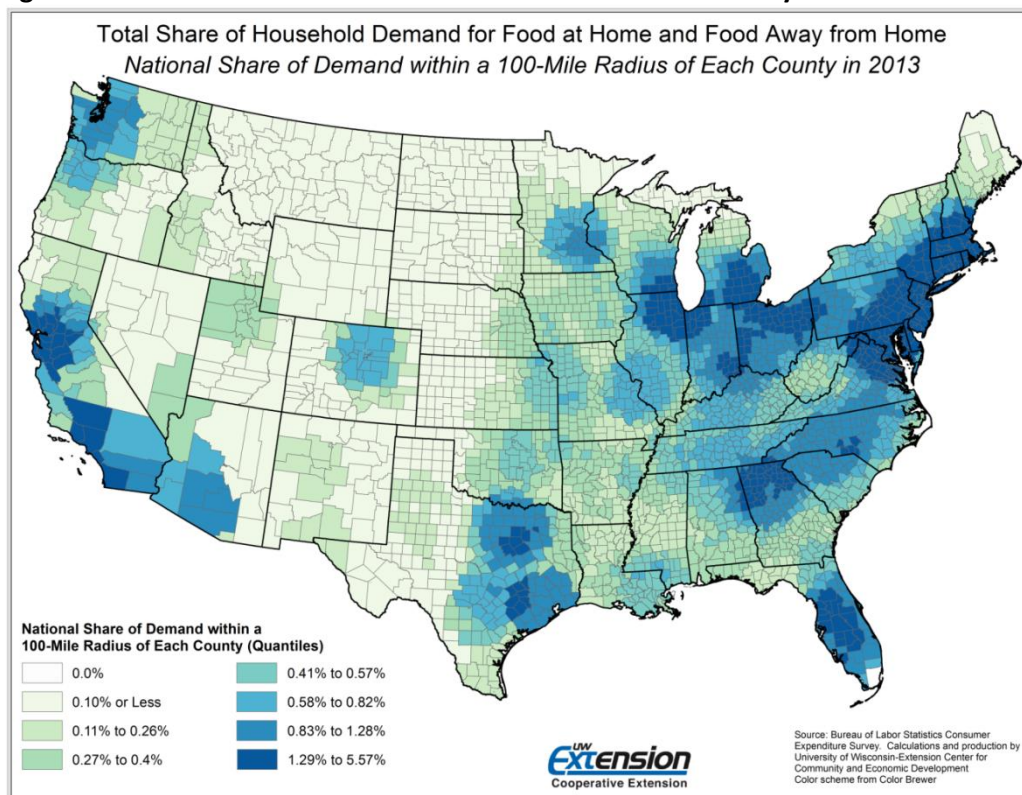 Total Share of Household Demand for Food at Home and Food Away from Home
National Share of Demand within a 100-Mile Radius of Each County in 2013
National Share of Demand within a
100-Mile Radius of Each County (Quantiles)
0.0%
0.10% or Less
0.11% to 0.26%
0.27% to 0.4%
0.41% to 0.57%
0.58% to 0.82%
0.83% to 1.28%
1.29% to 5.57%
UW
Extension
Cooperative Extension
Source: Bureau of Labor Statistics Consumer
Expenditure Survey. Calculations and production by
University of Wisconsin-Extension Center for
Community and Economic Development
Color scheme from Color Brewer